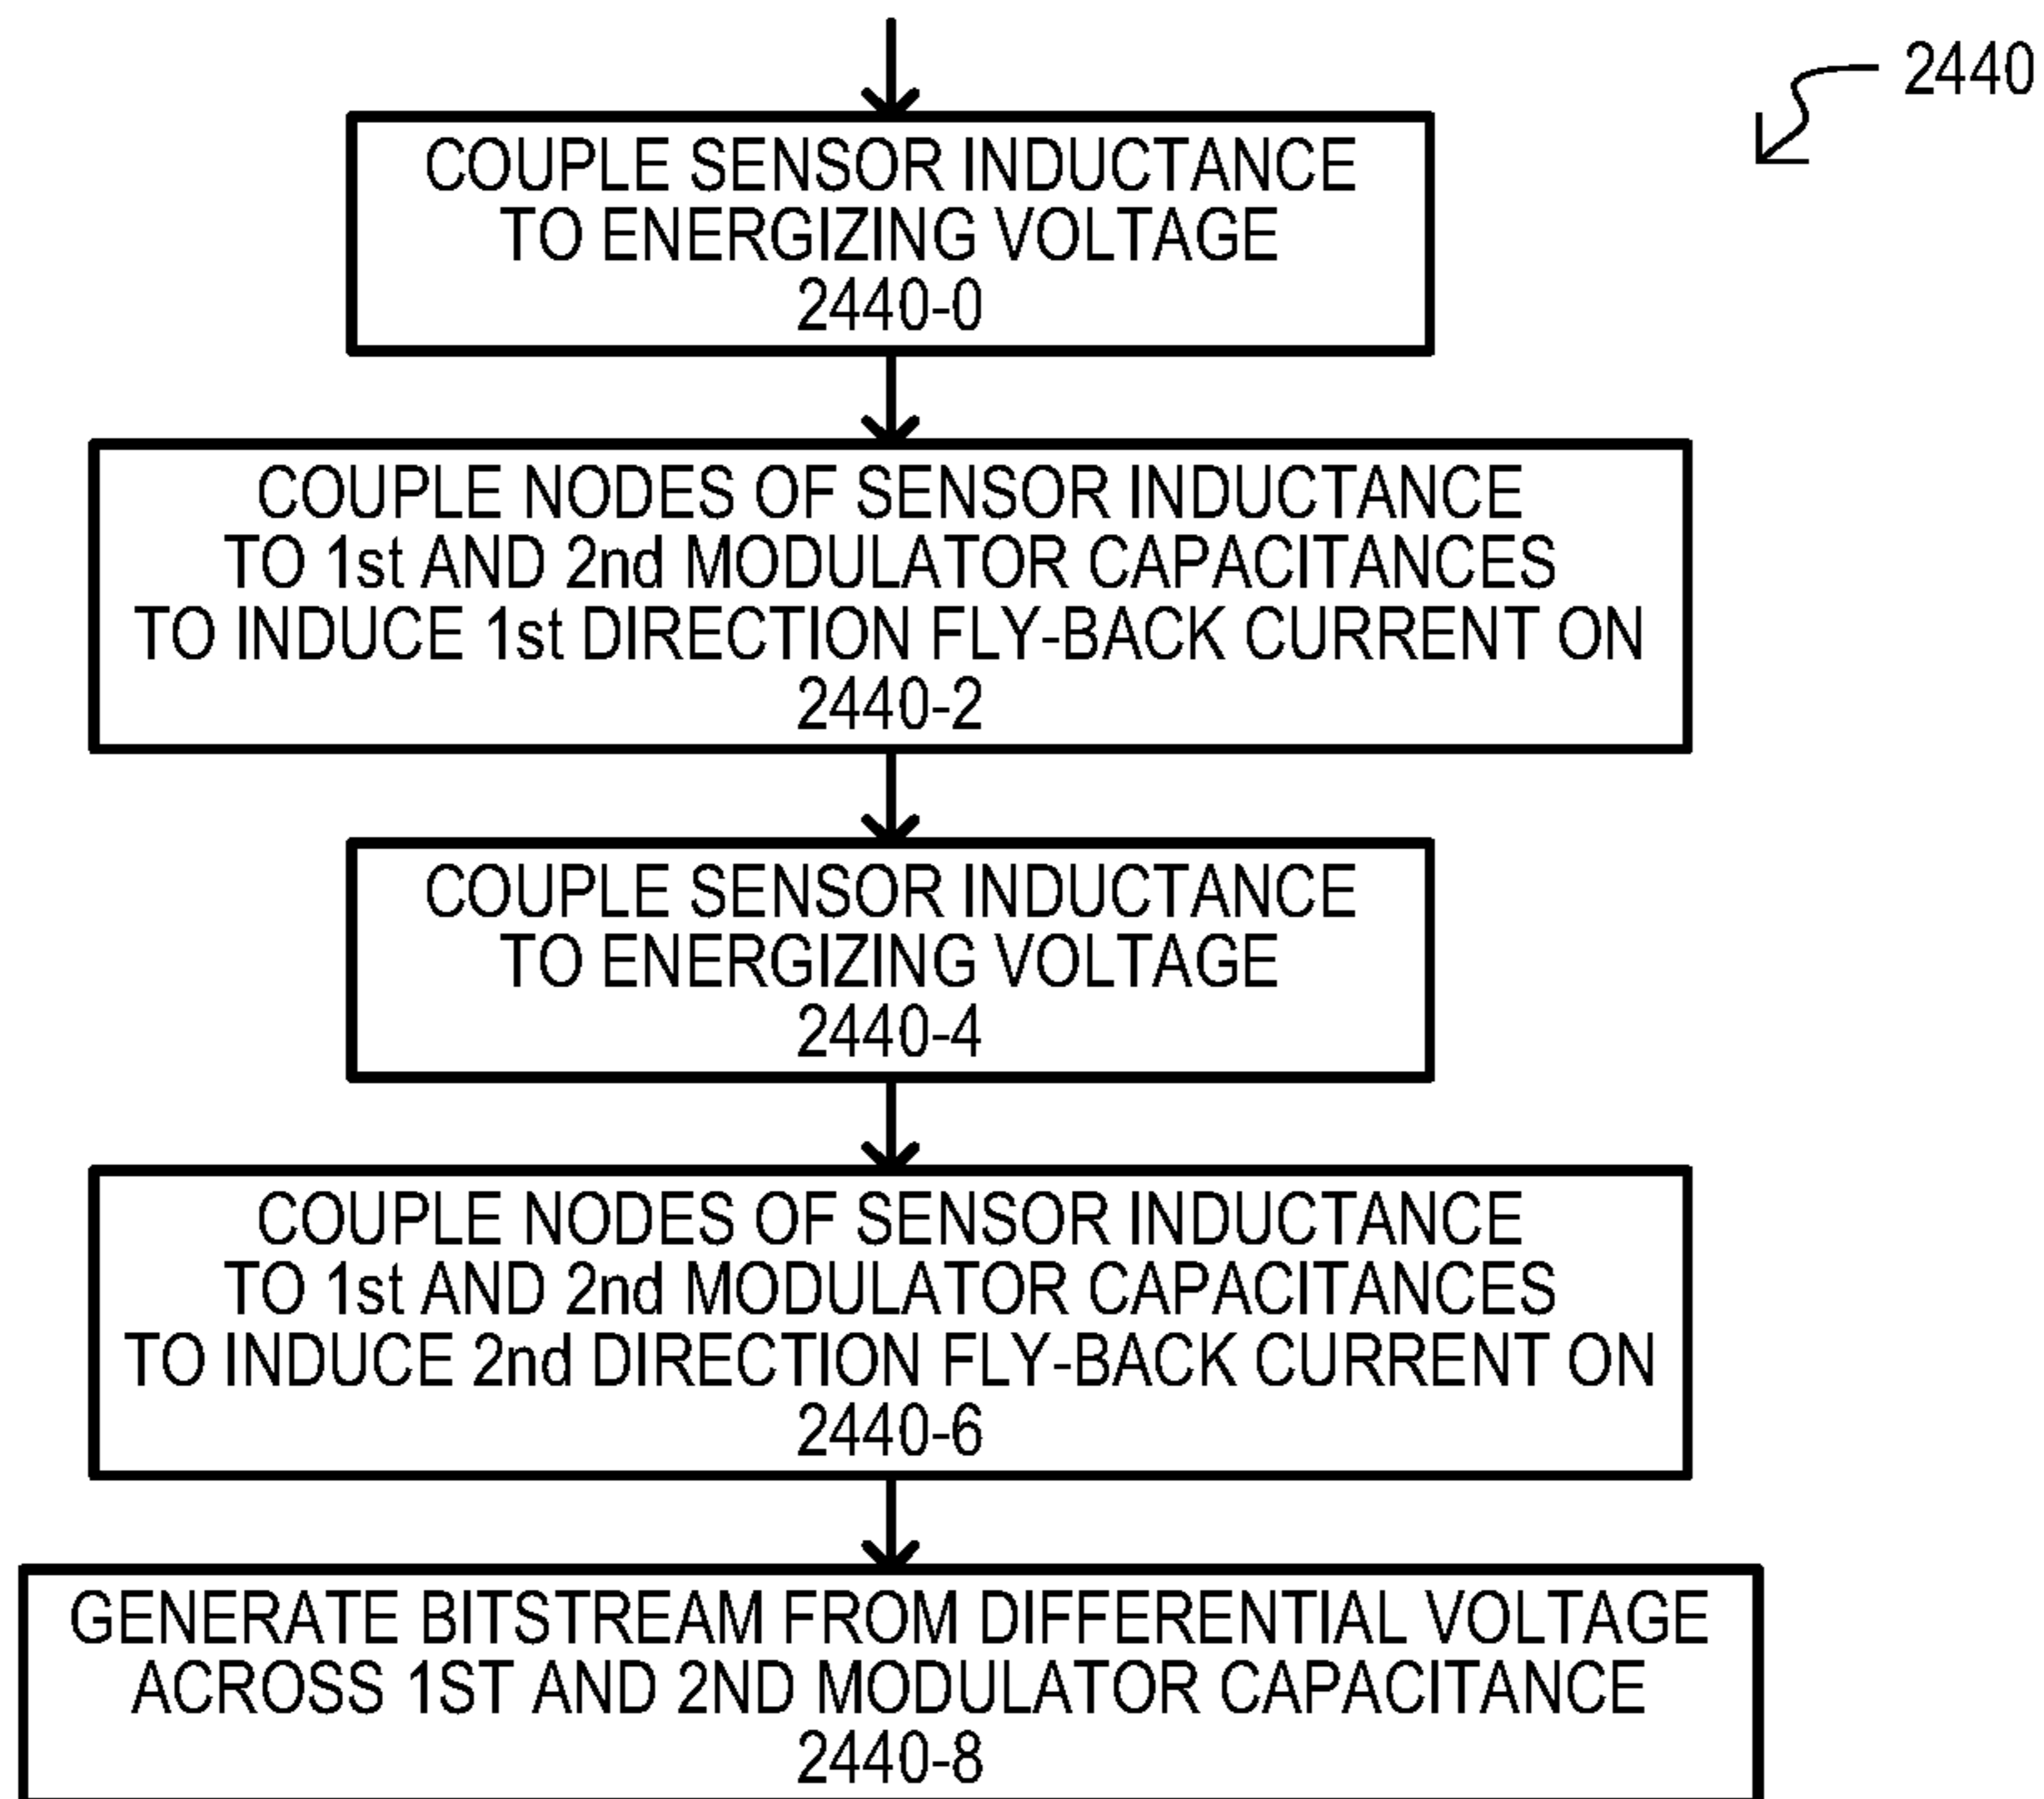 2440
COUPLE SENSOR INDUCTANCE
TO ENERGIZING VOLTAGE
2440-0
COUPLE NODES OF SENSOR INDUCTANCE
TO 1st AND 2nd MODULATOR CAPACITANCES
TO INDUCE 1st DIRECTION FLY-BACK CURRENT ON
2440-2
COUPLE SENSOR INDUCTANCE
TO ENERGIZING VOLTAGE
2440-4
COUPLE NODES OF SENSOR INDUCTANCE
TO 1st AND 2nd MODULATOR CAPACITANCES
TO INDUCE 2nd DIRECTION FLY-BACK CURRENT ON
2440-6
GENERATE BITSTREAM FROM DIFFERENTIAL VOLTAGE
ACROSS 1ST AND 2ND MODULATOR CAPACITANCE
2440-8